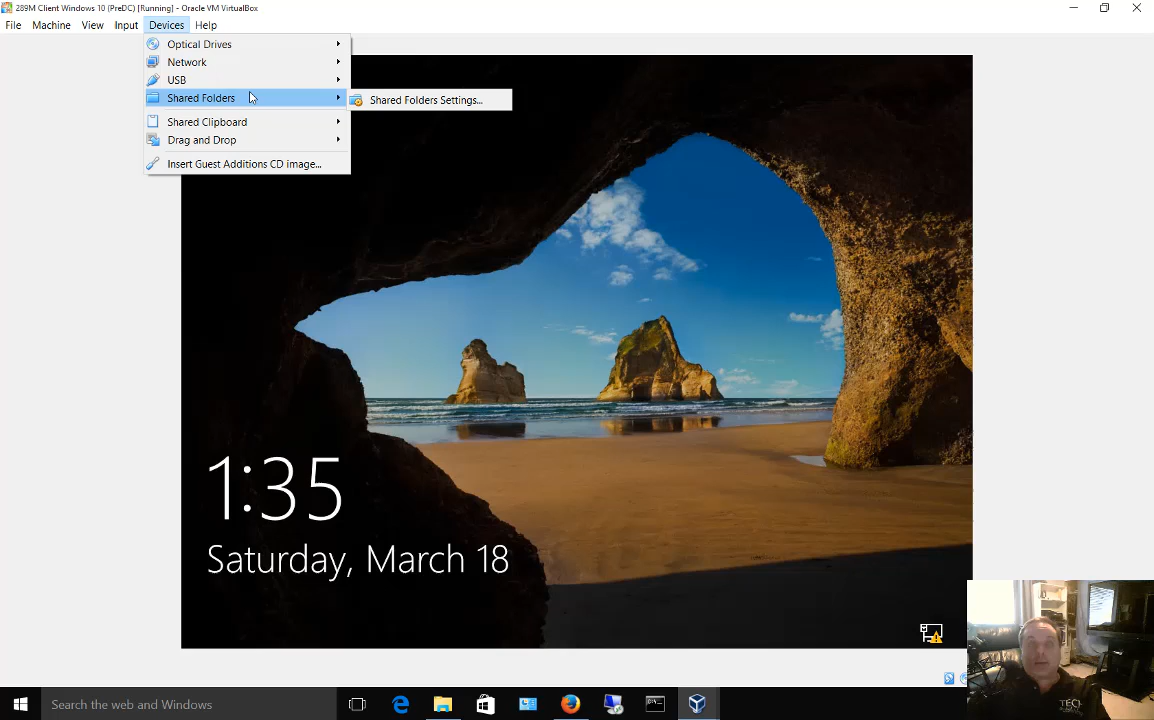 289M Client Windows 10 (PreDC) [Running] - Oracle VM VirtualBox
File Machine View Input Devices Help
Optical Drives
Network
USB
Shared Folders
Shared Folders Settings...
Shared Clipboard
Drag and Drop
Insert Guest Additions CD image...
1:35
Saturday, March 18
Search the web and Windows